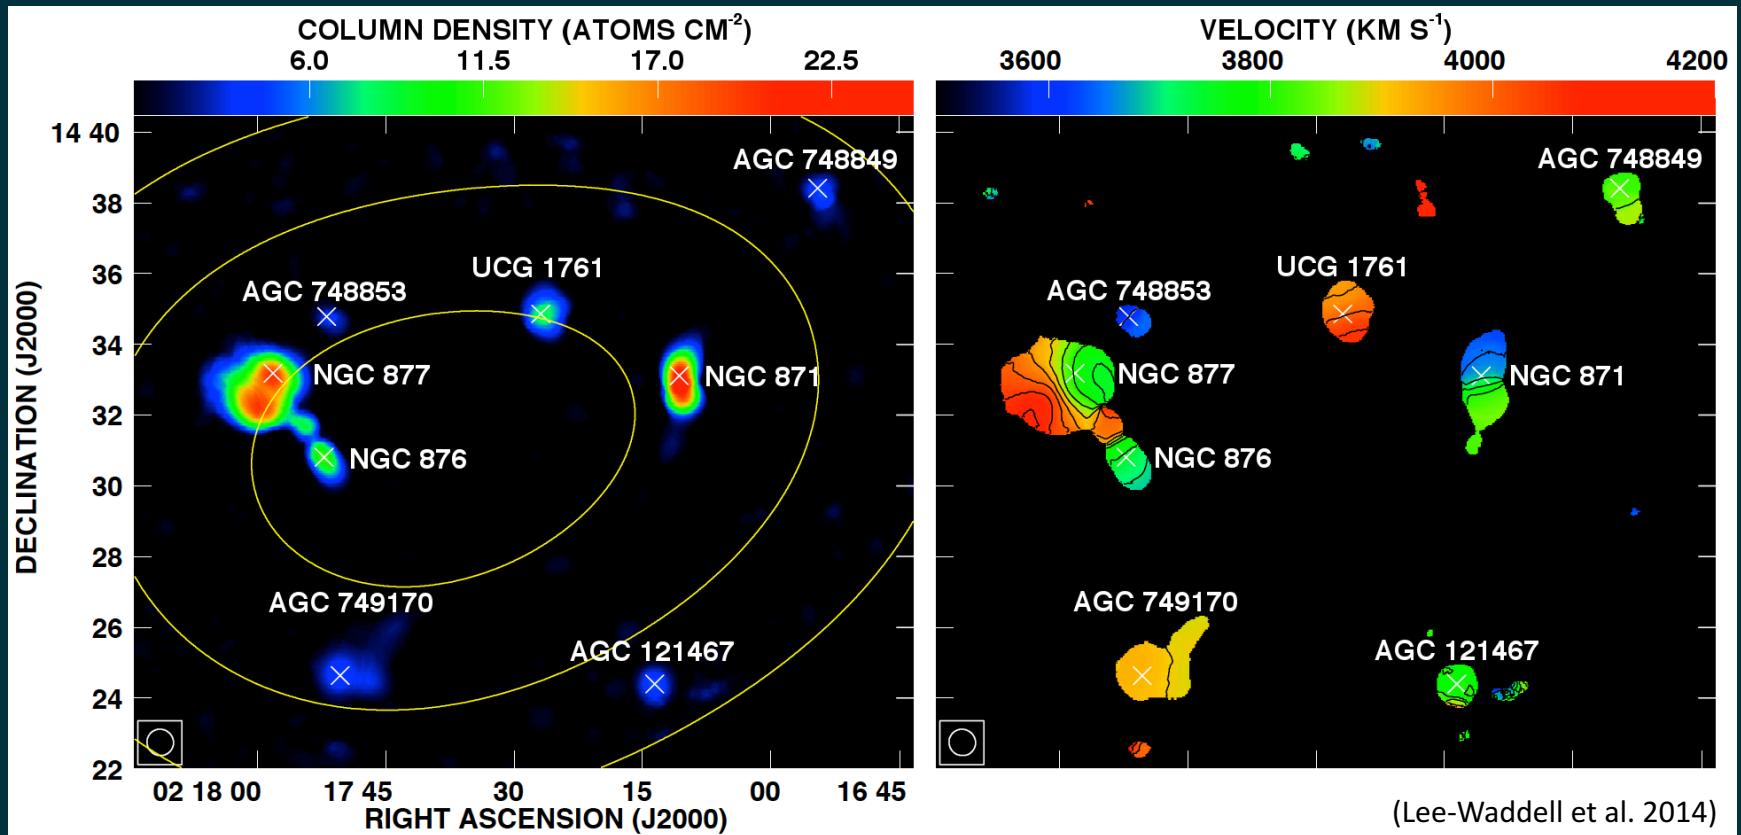 COLUMN DENSITY (ATOMS CM-2)
6.0 11.5 17.0 22.5
VELOCITY (KM S-1)
3600 3800 4000 4200
DECLINATION (J2000)
14 40
38
36
34
32
30
28
26
24
22
AGC 748849
UCG 1761
AGC 748853
NGC 877
NGC 871
NGC 876
AGC 749170
AGC 121467
02 18 00 17 45 30 15 00 16 45
RIGHT ASCENSION (J2000)
AGC 748849
UCG 1761
AGC 748853
NGC 877
NGC 871
NGC 876
AGC 749170
AGC 121467
(Lee-Waddell et al. 2014)